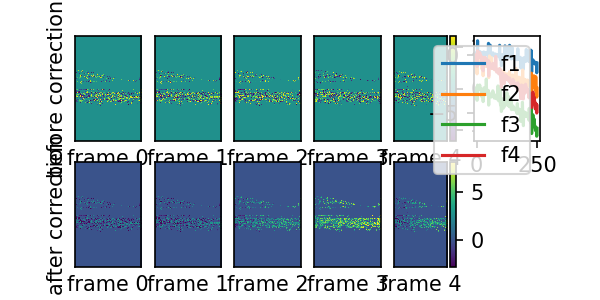 before correction
frame 0
frame 1
frame 2
frame 3
frame 4
f1
f2
f3
f4
0
250
after correction
5
0
frame 0
frame 1
frame 2
frame 3
frame 4